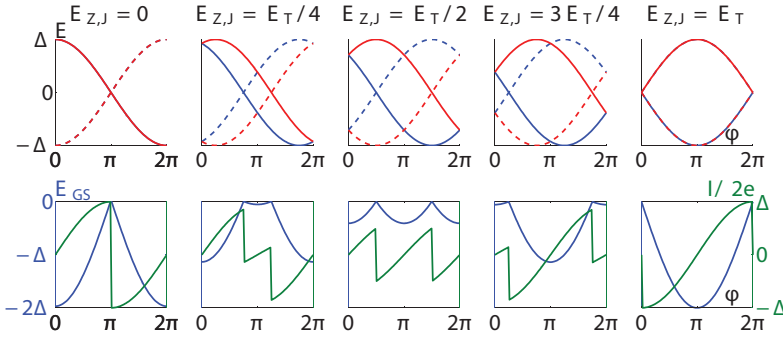 E Z,J = 0 E Z,J = E T / 4 E Z,J = E T / 2 E Z,J = 3 E T / 4 E Z,J = E T
Δ E
0
−Δ φ
0 π 2π 0 π 2π 0 π 2π 0 π 2π 0 π 2π
0 E GS I / 2e Δ
−Δ 0
−2Δ φ −Δ
0 π 2π 0 π 2π 0 π 2π 0 π 2π 0 π 2π